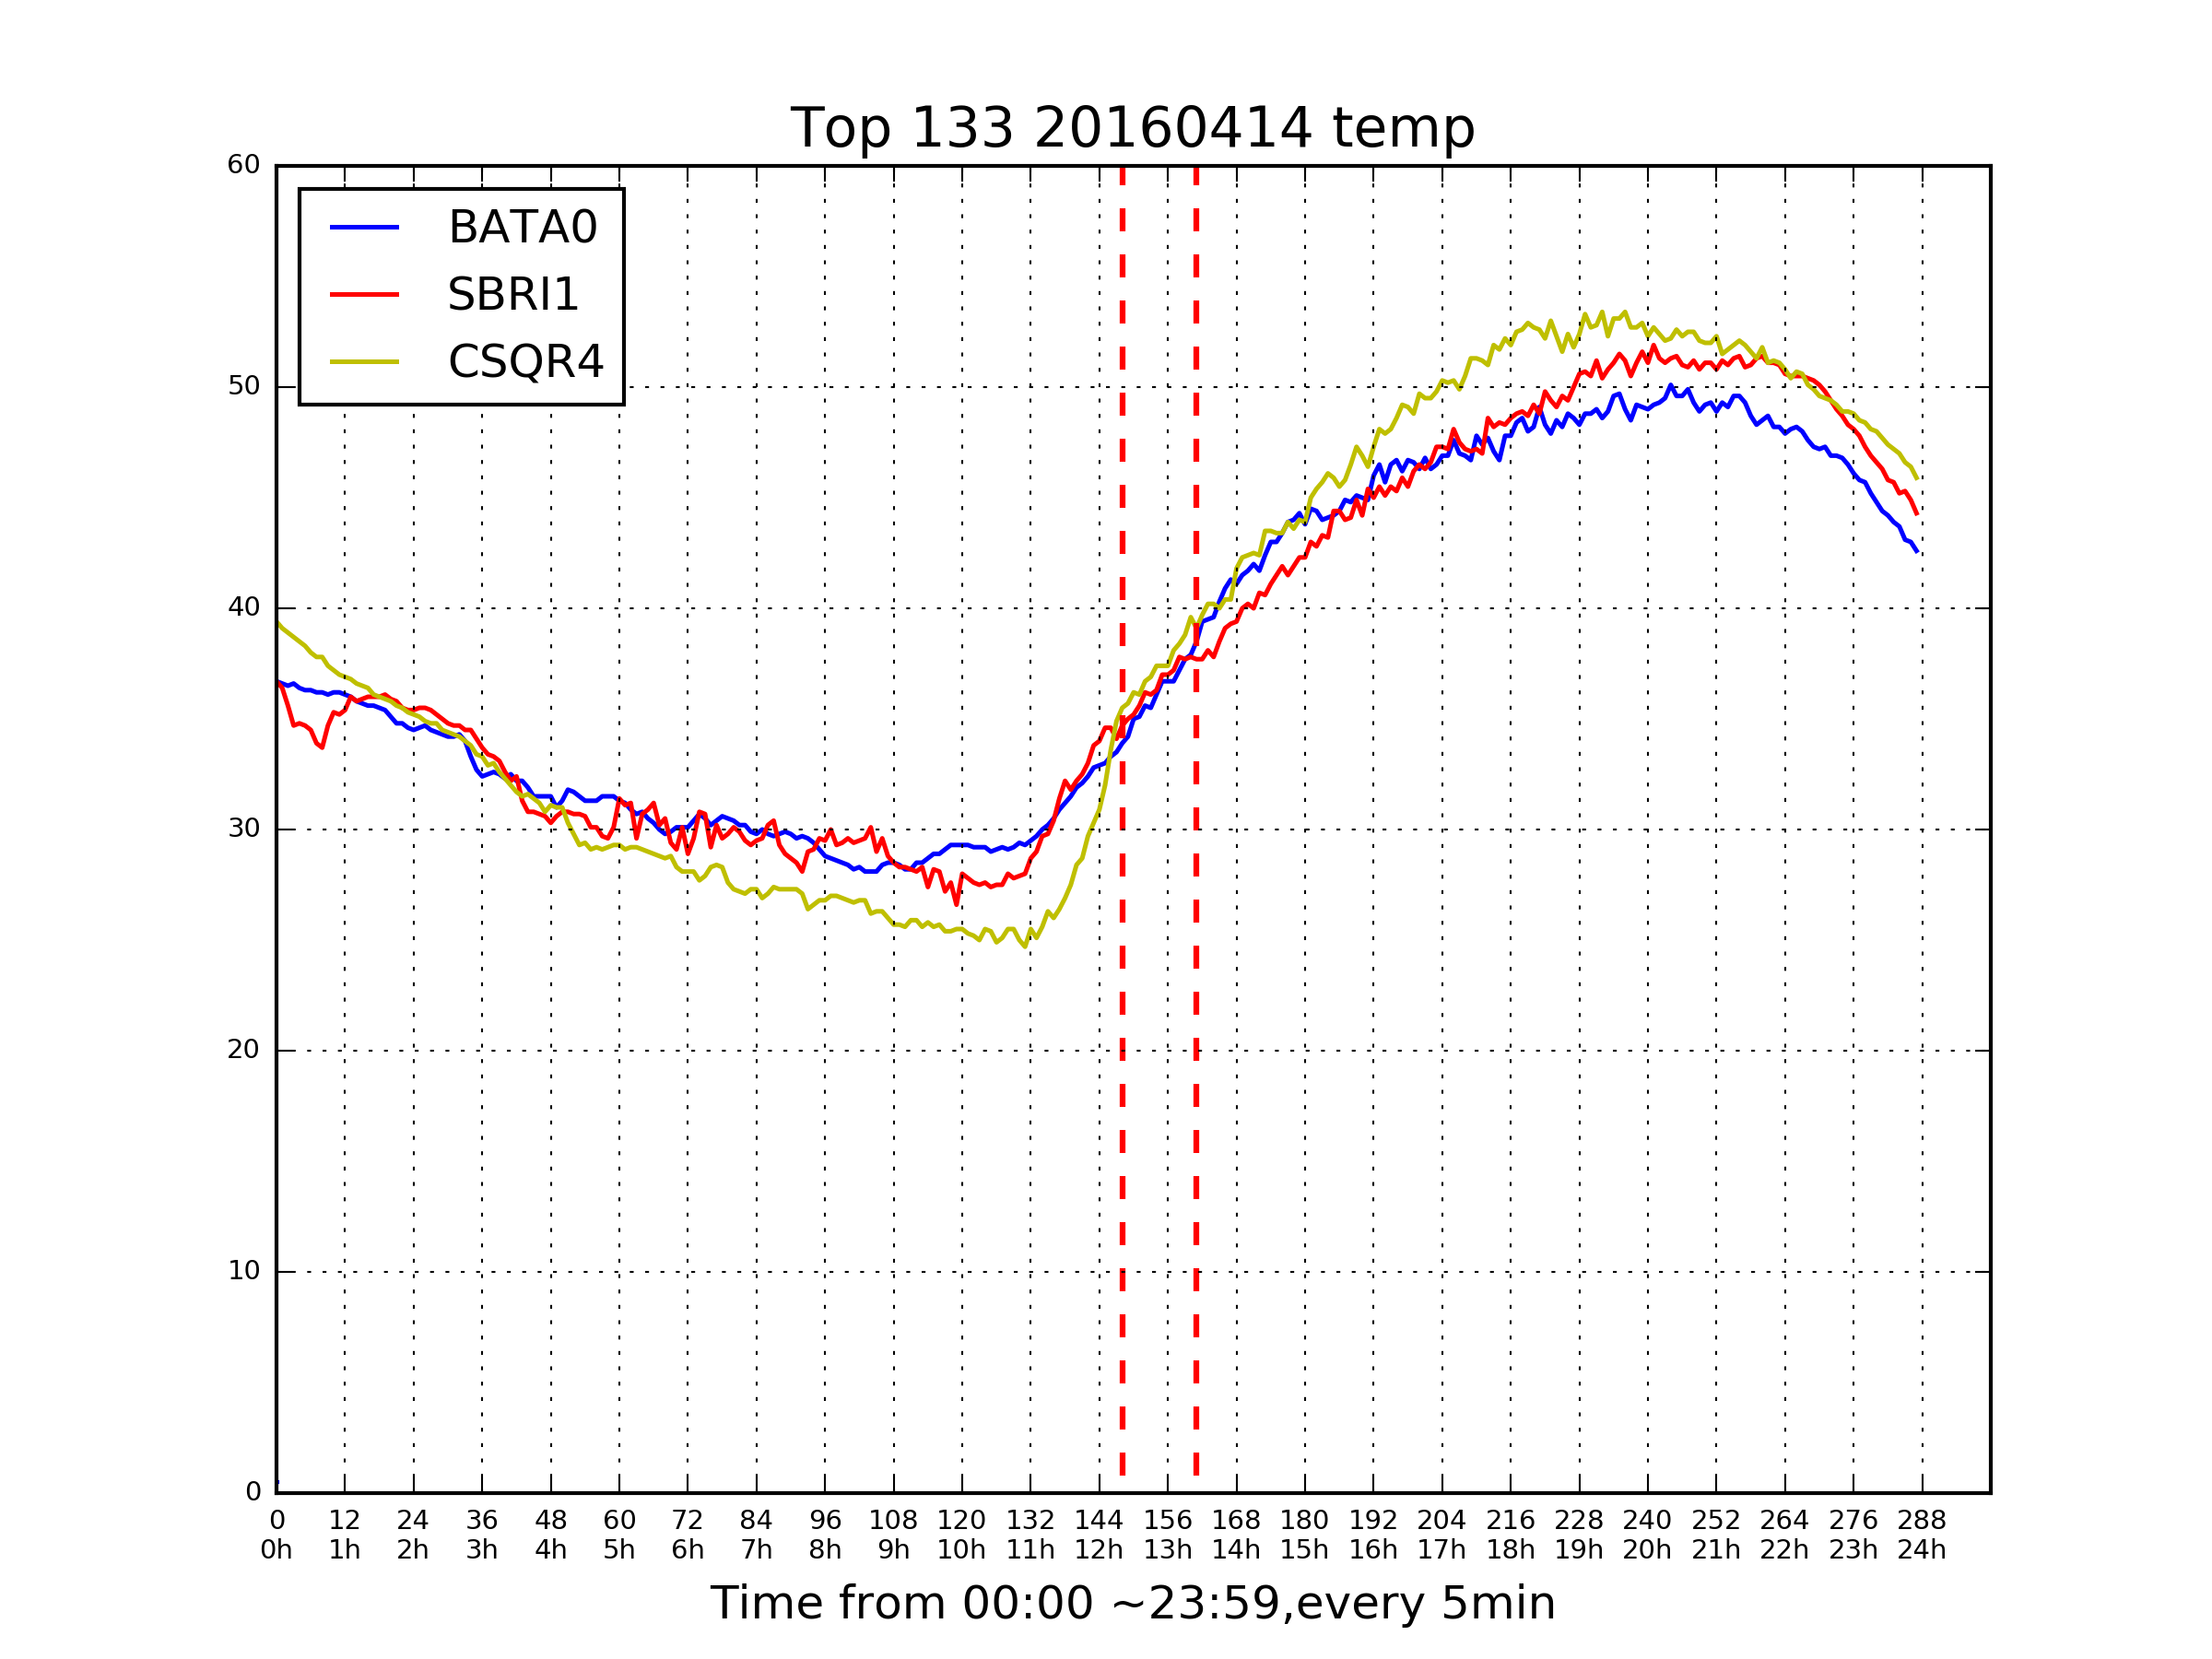 Top 133 20160414 temp
60
50
40
30
20
10
0
BATA0
SBRI1
CSQR4
0 12 24 36 48 60 72 84 96 108 120 132 144 156 168 180 192 204 216 228 240 252 264 276 288
0h 1h 2h 3h 4h 5h 6h 7h 8h 9h 10h 11h 12h 13h 14h 15h 16h 17h 18h 19h 20h 21h 22h 23h 24h
Time from 00:00 ~23:59,every 5min